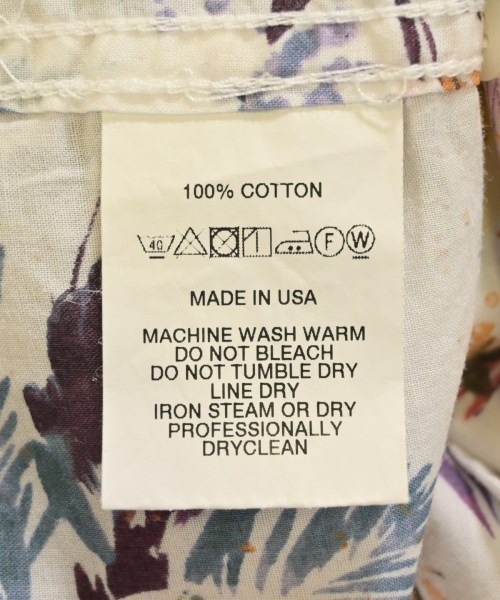 100% COTTON
40 F W
MADE IN USA
MACHINE WASH WARM
DO NOT BLEACH
DO NOT TUMBLE DRY
LINE DRY
IRON STEAM OR DRY
PROFESSIONALLY
DRYCLEAN